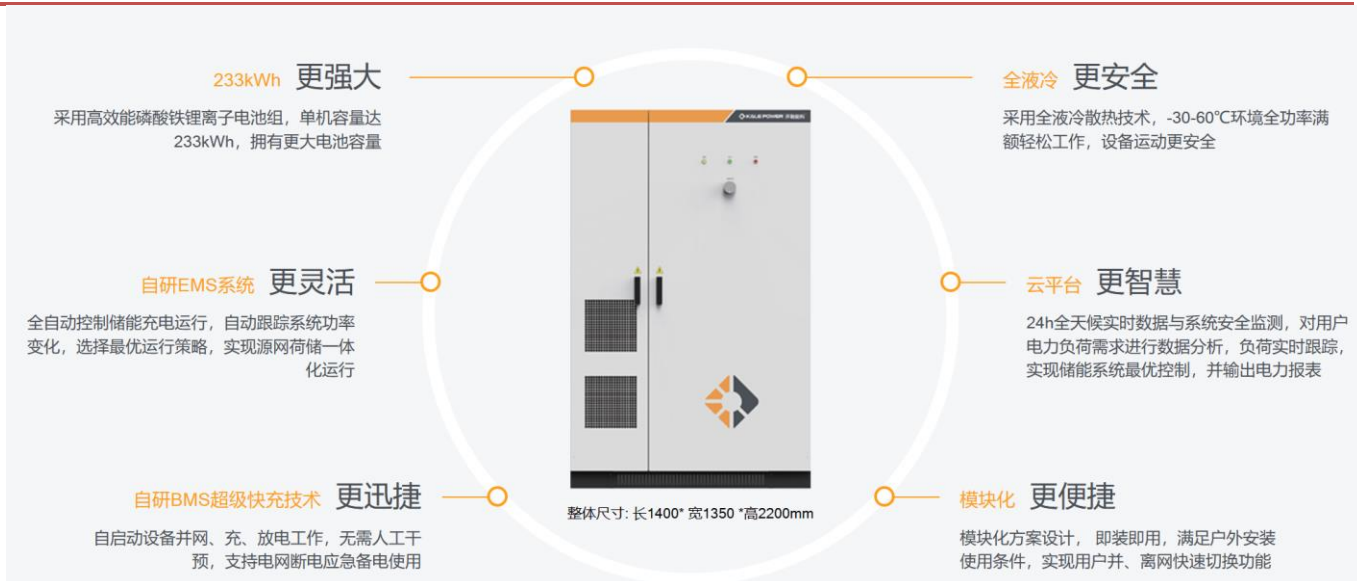 233kWh 更强大
采用高效能磷酸铁锂离子电池组，单机容量达
233kWh，拥有更大电池容量
全液冷 更安全
采用全液冷散热技术，-30-60℃环境全功率满
额轻松工作，设备运动更安全
自研EMS系统 更灵活
全自动控制储能充电运行，自动跟踪系统功率
变化，选择最优运行策略，实现源网荷储一体
化运行
云平台 更智慧
24h全天候实时数据与系统安全监测，对用户
电力负荷需求进行数据分析，负荷实时跟踪，
实现储能系统最优控制，并输出电力报表
自研BMS超级快充技术 更迅捷
自启动设备并网、充、放电工作，无需人工干
预，支持电网断电应急备电使用
模块化 更便捷
模块化方案设计， 即装即用，满足户外安装
使用条件，实现用户并、离网快速切换功能
整体尺寸: 长1400* 宽1350 *高2200mm